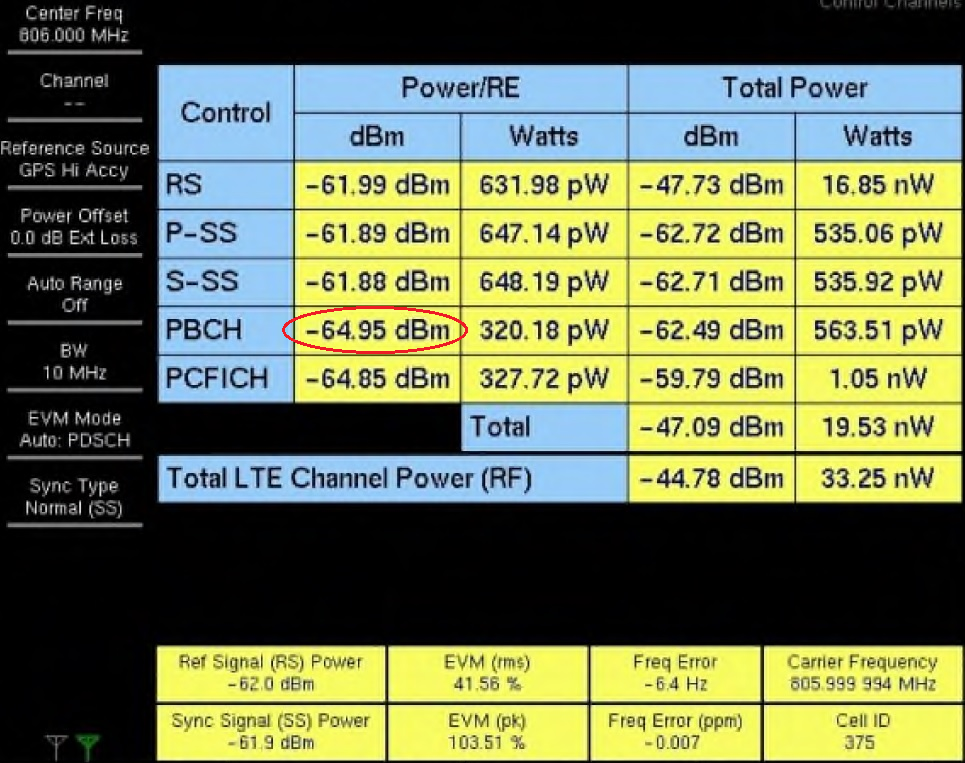 Control Channels
Center Freq
806.000 MHz
Channel
--
Reference Source
GPS Hi Accy
Power Offset
0.0 dB Ext Loss
Auto Range
Off
BW
10 MHz
EVM Mode
Auto: PDSCH
Sync Type
Normal (SS)
Control Power/RE Total Power
dBm Watts dBm Watts
RS -61.99 dBm 631.98 pW -47.73 dBm 16.85 nW
P-SS -61.89 dBm 647.14 pW -62.72 dBm 535.06 pW
S-SS -61.88 dBm 648.19 pW -62.71 dBm 535.92 pW
PBCH -64.95 dBm 320.18 pW -62.49 dBm 563.51 pW
PCFICH -64.85 dBm 327.72 pW -59.79 dBm 1.05 nW
Total -47.09 dBm 19.53 nW
Total LTE Channel Power (RF) -44.78 dBm 33.25 nW
Ref Signal (RS) Power EVM (rms) Freq Error Carrier Frequency
-62.0 dBm 41.56 % -6.4 Hz 805.999 994 MHz
Sync Signal (SS) Power EVM (pk) Freq Error (ppm) Cell ID
-61.9 dBm 103.51 % -0.007 375